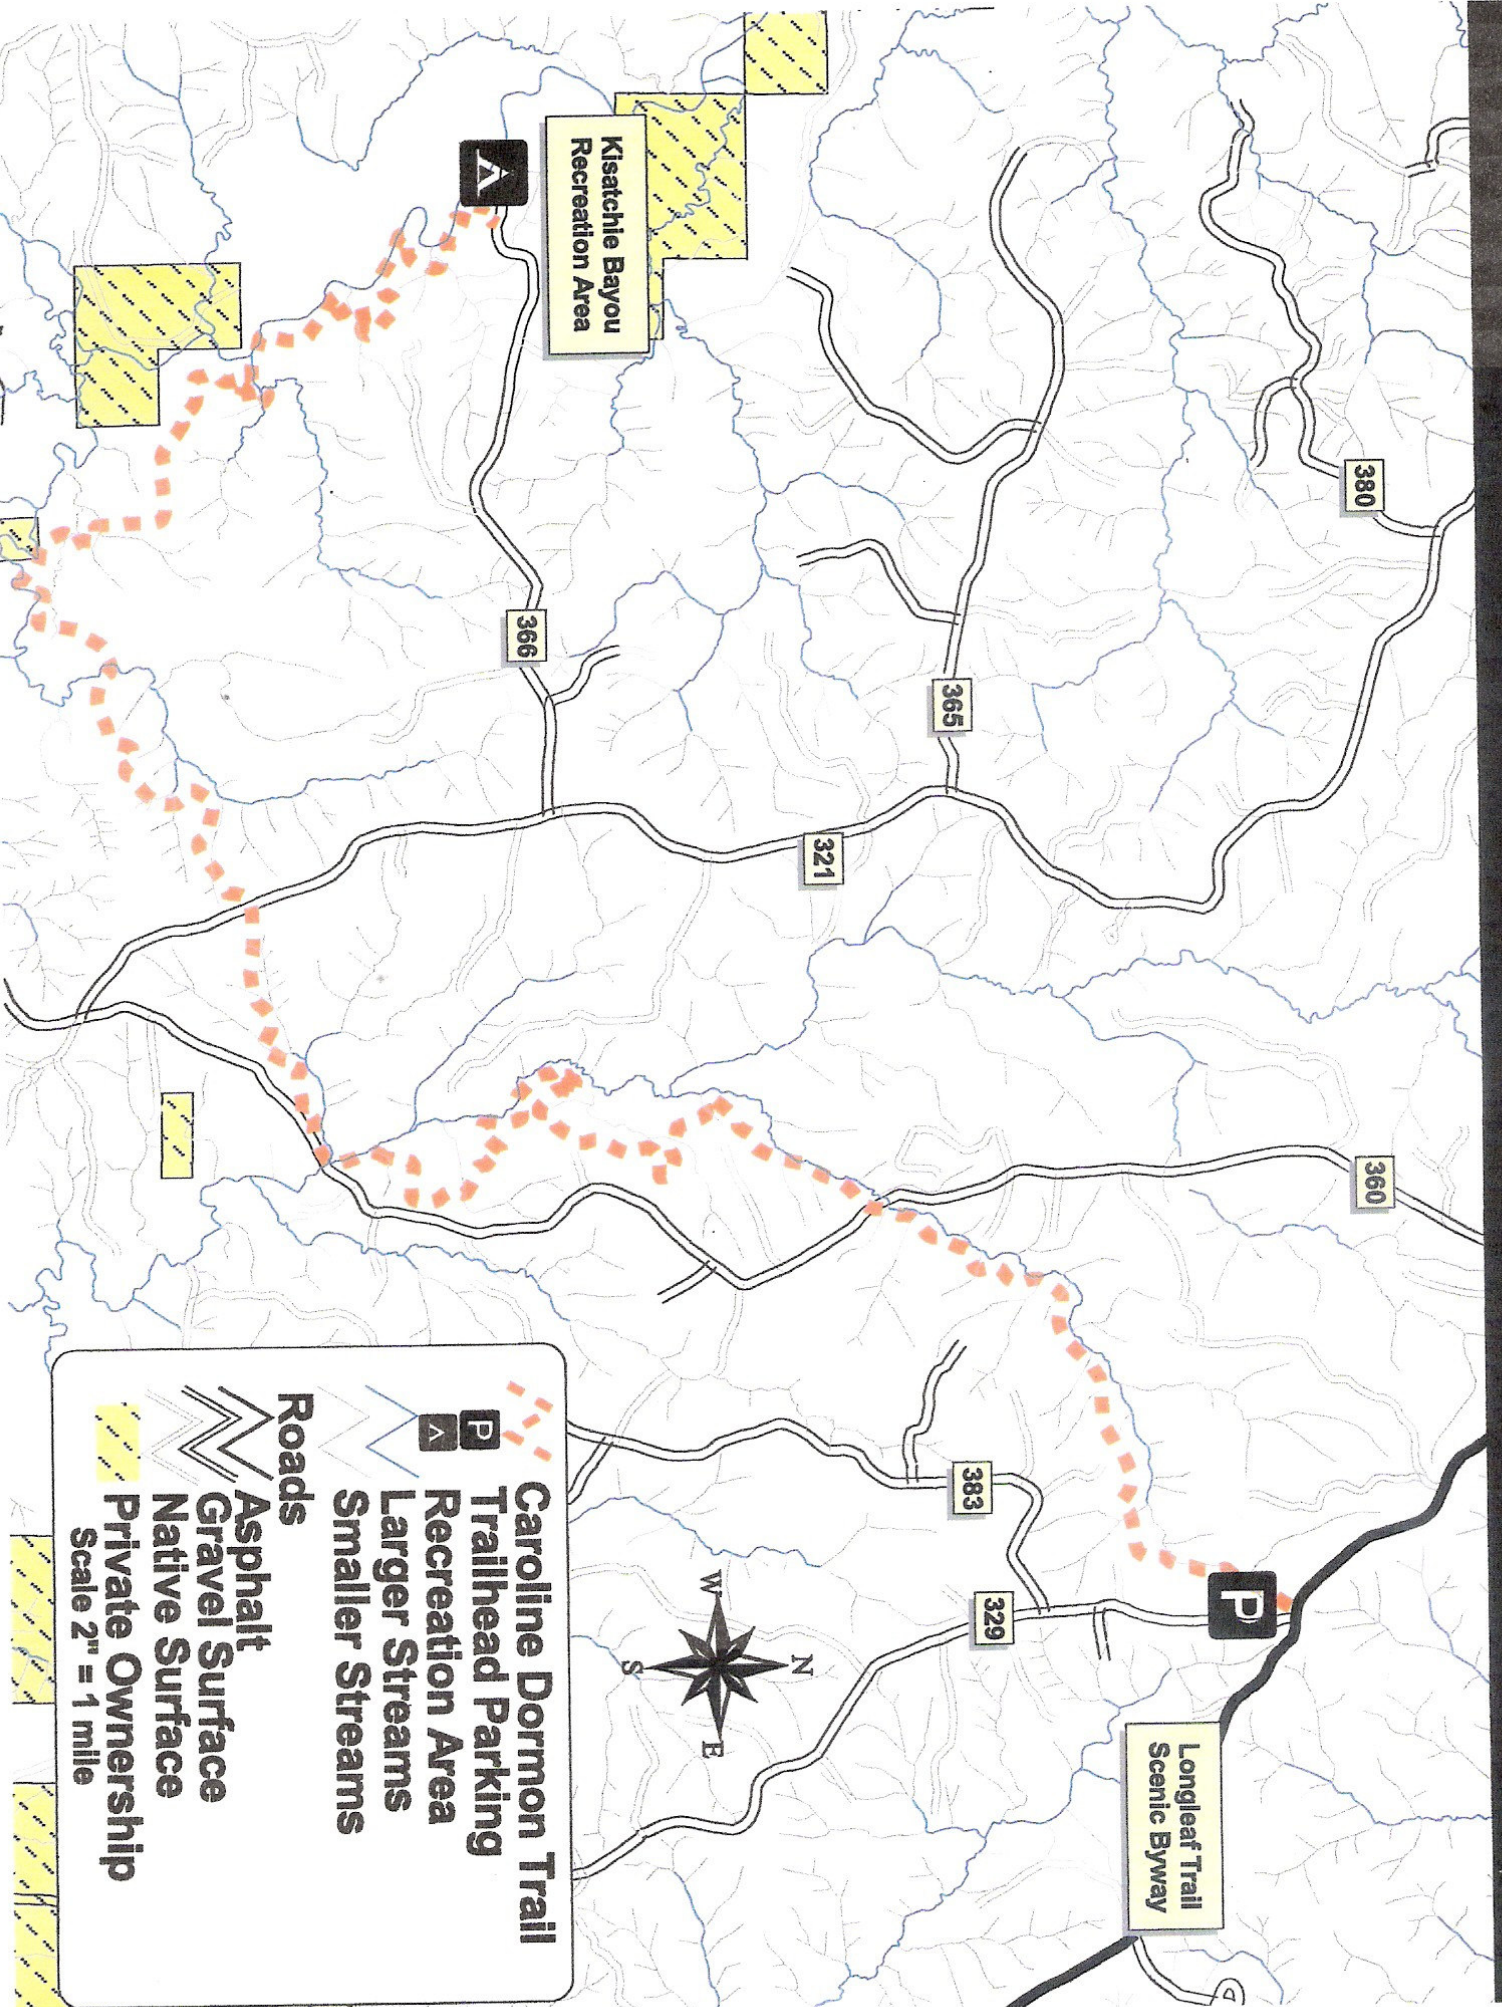 Kisatchie Bayou
Recreation Area
380
366
365
321
360
383
329
Longleaf Trail
Scenic Byway
N
W
E
S
P
Caroline Dormon Trail
P
Trailhead Parking
Recreation Area
Larger Streams
Smaller Streams
Roads
Asphalt
Gravel Surface
Native Surface
Private Ownership
Scale 2" = 1 mile